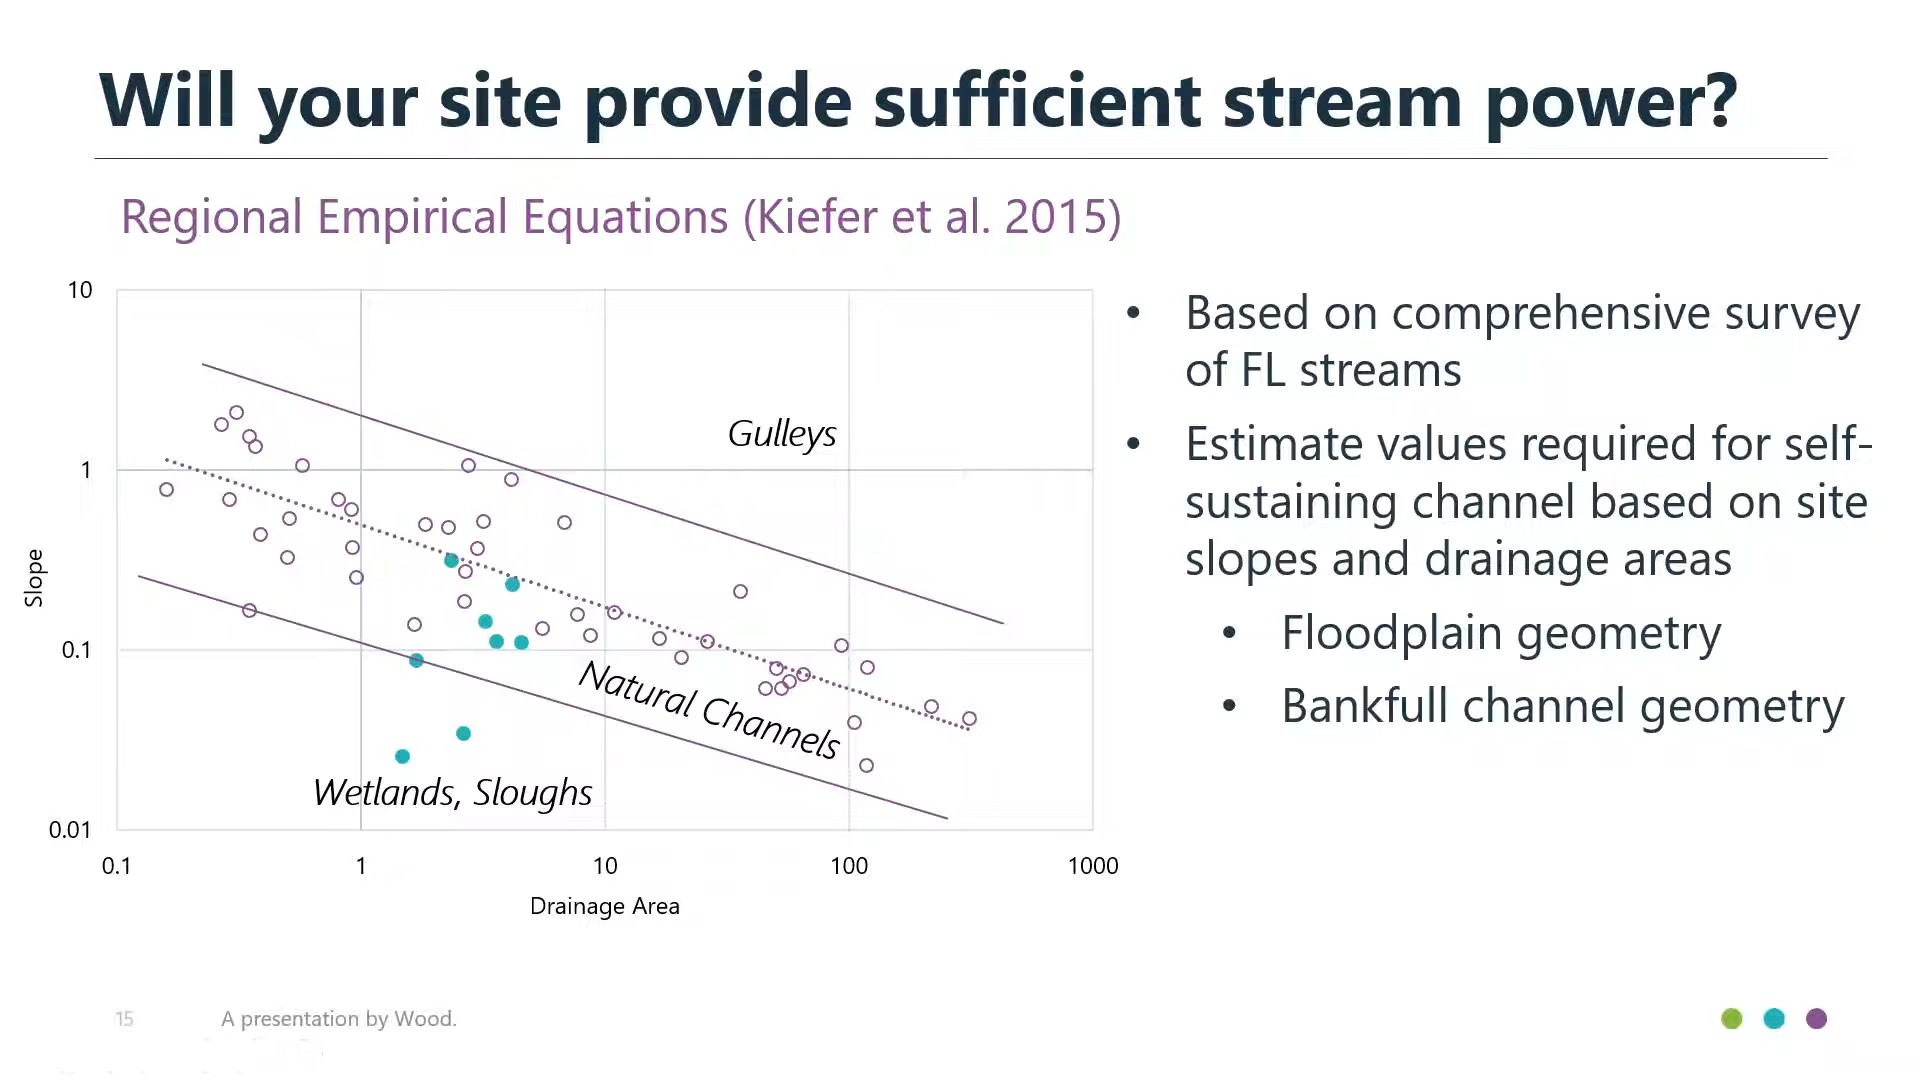 Will your site provide sufficient stream power?
Regional Empirical Equations (Kiefer et al. 2015)
10
1
0.1
0.01
Slope
Gulleys
Natural Channels
Wetlands, Sloughs
0.1 1 10 100 1000
Drainage Area
• Based on comprehensive survey
of FL streams
• Estimate values required for self-
sustaining channel based on site
slopes and drainage areas
• Floodplain geometry
• Bankfull channel geometry
15 A presentation by Wood.